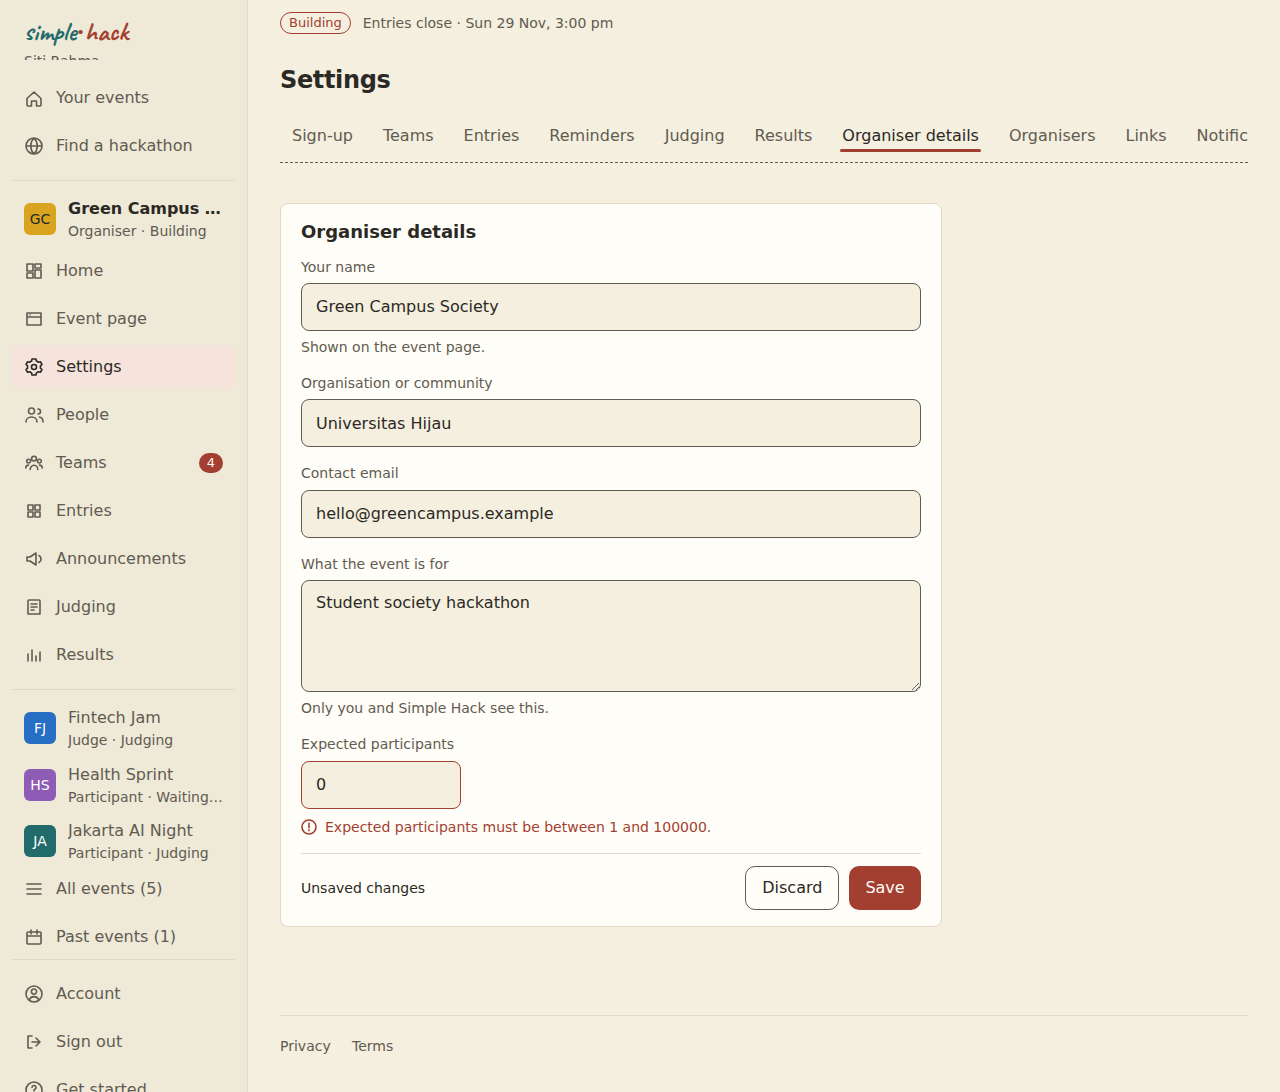 simple·hack
Siti Rahma
Your events
Find a hackathon
GC
Green Campus ...
Organiser · Building
Home
Event page
Settings
People
Teams
4
Entries
Announcements
Judging
Results
FJ
Fintech Jam
Judge · Judging
HS
Health Sprint
Participant · Waiting...
JA
Jakarta AI Night
Participant · Judging
All events (5)
Past events (1)
Account
Sign out
Get started
Building
Entries close · Sun 29 Nov, 3:00 pm
Settings
Sign-up Teams Entries Reminders Judging Results Organiser details Organisers Links Notific
Organiser details
Your name
Green Campus Society
Shown on the event page.
Organisation or community
Universitas Hijau
Contact email
hello@greencampus.example
What the event is for
Student society hackathon
Only you and Simple Hack see this.
Expected participants
0
Expected participants must be between 1 and 100000.
Unsaved changes
Discard
Save
Privacy Terms